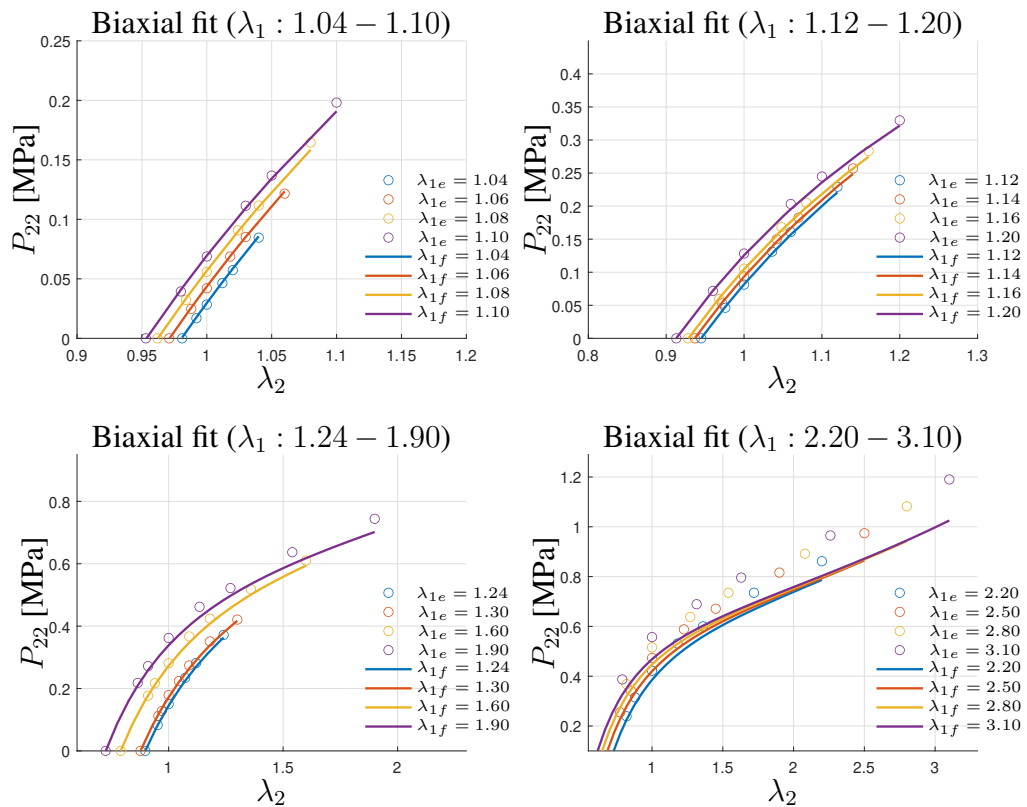 Biaxial fit (λ₁ : 1.04 − 1.10)
0.25
0.2
0.15
0.1
0.05
0
P₂₂ [MPa]
λ₁ₑ = 1.04
λ₁ₑ = 1.06
λ₁ₑ = 1.08
λ₁ₑ = 1.10
λ₁f = 1.04
λ₁f = 1.06
λ₁f = 1.08
λ₁f = 1.10
0.9 0.95 1 1.05 1.1 1.15 1.2
λ₂
Biaxial fit (λ₁ : 1.12 − 1.20)
0.4
0.35
0.3
0.25
0.2
0.15
0.1
0.05
0
P₂₂ [MPa]
λ₁ₑ = 1.12
λ₁ₑ = 1.14
λ₁ₑ = 1.16
λ₁ₑ = 1.20
λ₁f = 1.12
λ₁f = 1.14
λ₁f = 1.16
λ₁f = 1.20
0.8 0.9 1 1.1 1.2 1.3
λ₂
Biaxial fit (λ₁ : 1.24 − 1.90)
0.8
0.6
0.4
0.2
0
P₂₂ [MPa]
λ₁ₑ = 1.24
λ₁ₑ = 1.30
λ₁ₑ = 1.60
λ₁ₑ = 1.90
λ₁f = 1.24
λ₁f = 1.30
λ₁f = 1.60
λ₁f = 1.90
1 1.5 2
λ₂
Biaxial fit (λ₁ : 2.20 − 3.10)
1.2
1
0.8
0.6
0.4
0.2
P₂₂ [MPa]
λ₁ₑ = 2.20
λ₁ₑ = 2.50
λ₁ₑ = 2.80
λ₁ₑ = 3.10
λ₁f = 2.20
λ₁f = 2.50
λ₁f = 2.80
λ₁f = 3.10
1 1.5 2 2.5 3
λ₂